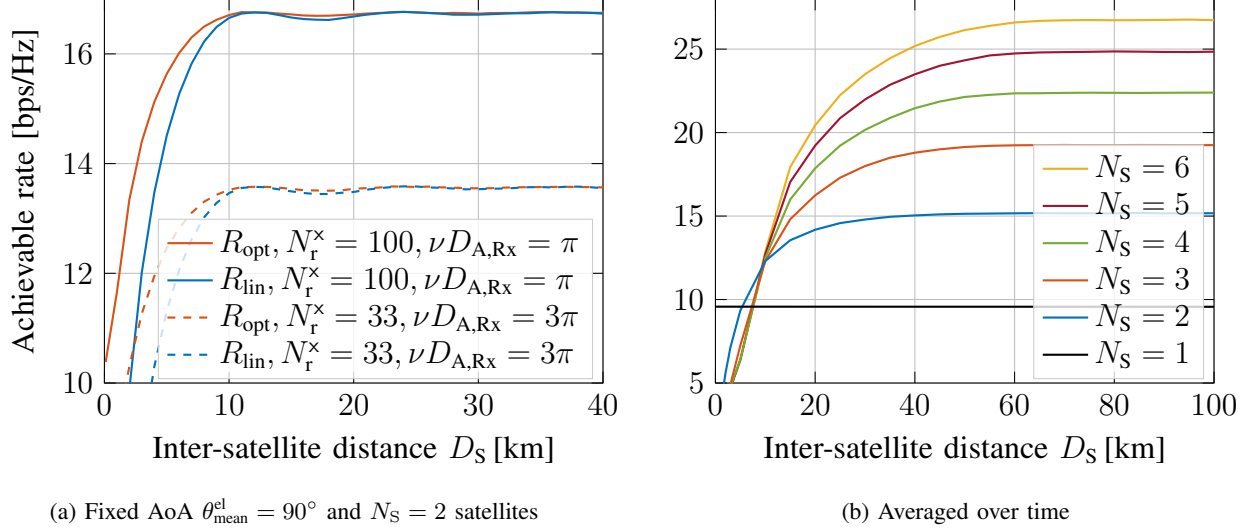 16
14
12
10
Achievable rate [bps/Hz]
0
10
20
30
40
Inter-satellite distance D_S [km]
R_opt, N_r^x = 100, νD_A,Rx = π
R_lin, N_r^x = 100, νD_A,Rx = π
R_opt, N_r^x = 33, νD_A,Rx = 3π
R_lin, N_r^x = 33, νD_A,Rx = 3π
(a) Fixed AoA θ_mean^el = 90° and N_S = 2 satellites
25
20
15
10
5
0
20
40
60
80
100
Inter-satellite distance D_S [km]
N_S = 6
N_S = 5
N_S = 4
N_S = 3
N_S = 2
N_S = 1
(b) Averaged over time